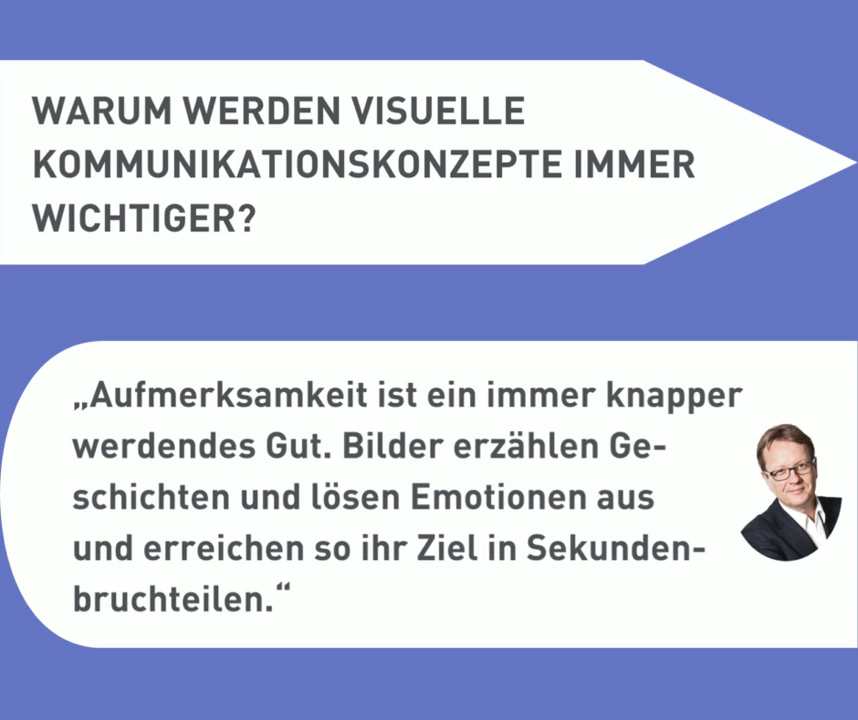 WARUM WERDEN VISUELLE
KOMMUNIKATIONSKONZEPTE IMMER
WICHTIGER?
„Aufmerksamkeit ist ein immer knapper
werdendes Gut. Bilder erzählen Ge-
schichten und lösen Emotionen aus
und erreichen so ihr Ziel in Sekunden-
bruchteilen.“